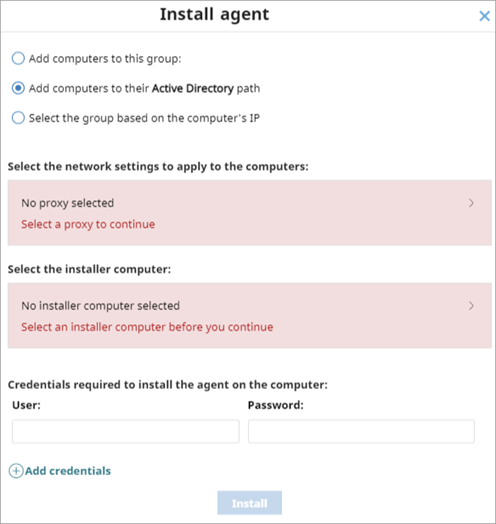 Install agent
Add computers to this group:
Add computers to their Active Directory path
Select the group based on the computer's IP
Select the network settings to apply to the computers:
No proxy selected
Select a proxy to continue
Select the installer computer:
No installer computer selected
Select an installer computer before you continue
Credentials required to install the agent on the computer:
User: Password:
Add credentials
Install